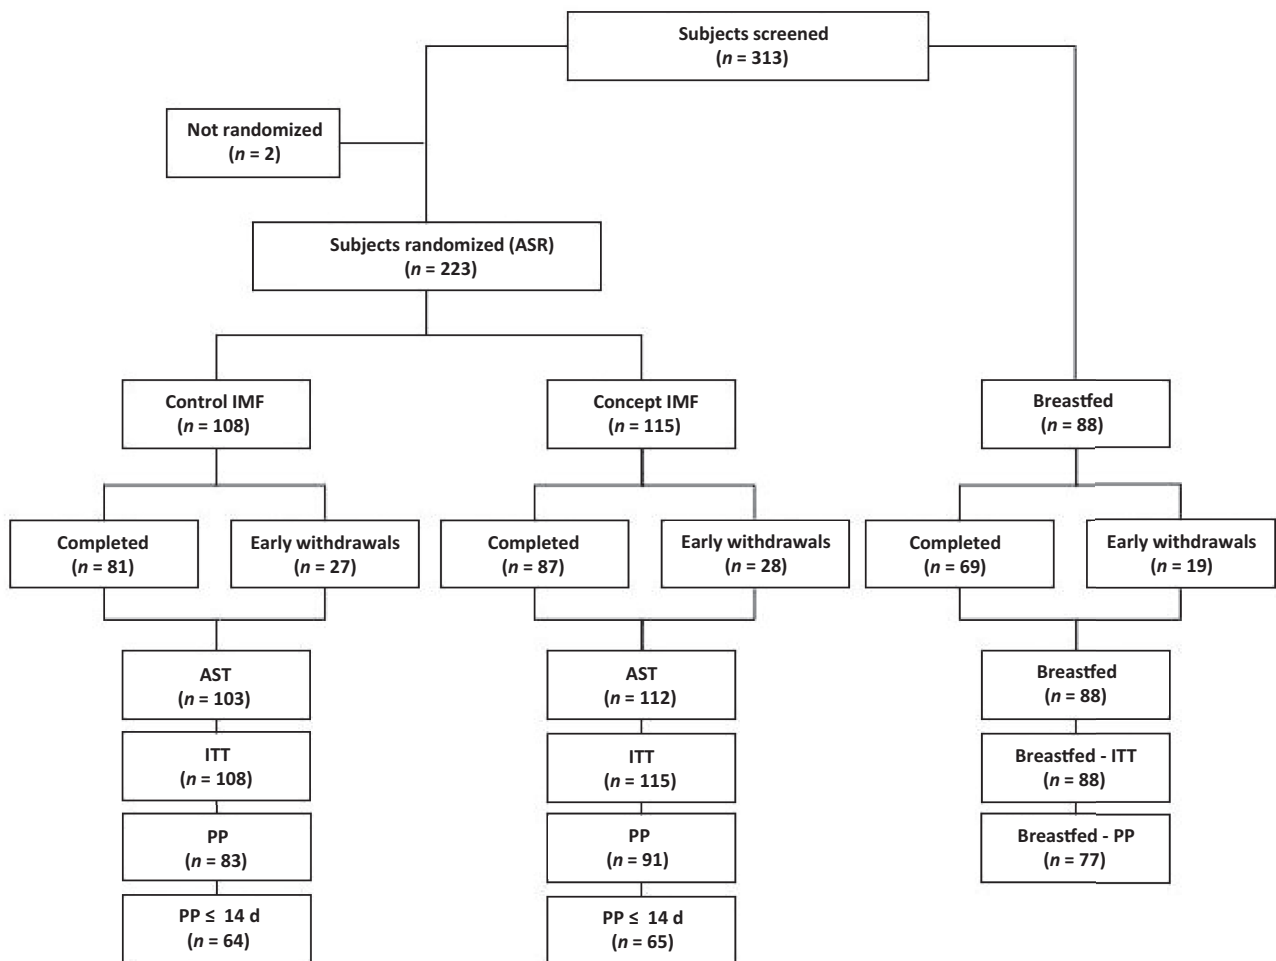 Subjects screened
(n = 313)
Not randomized
(n = 2)
Subjects randomized (ASR)
(n = 223)
Control IMF
(n = 108)
Concept IMF
(n = 115)
Breastfed
(n = 88)
Completed
(n = 81)
Early withdrawals
(n = 27)
Completed
(n = 87)
Early withdrawals
(n = 28)
Completed
(n = 69)
Early withdrawals
(n = 19)
AST
(n = 103)
AST
(n = 112)
Breastfed
(n = 88)
ITT
(n = 108)
ITT
(n = 115)
Breastfed - ITT
(n = 88)
PP
(n = 83)
PP
(n = 91)
Breastfed - PP
(n = 77)
PP ≤ 14 d
(n = 64)
PP ≤ 14 d
(n = 65)